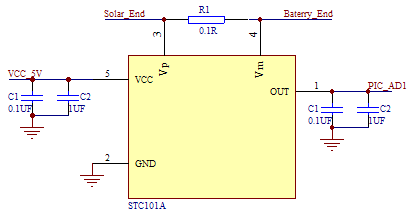 Solar_End R1 Baterry_End
0.1R
3 4
Vp Vm
VCC_5V 5 VCC
OUT 1 PIC_AD1
C1 C2
0.1UF 1UF
C1 C2
0.1UF 1UF
2 GND
STC101A